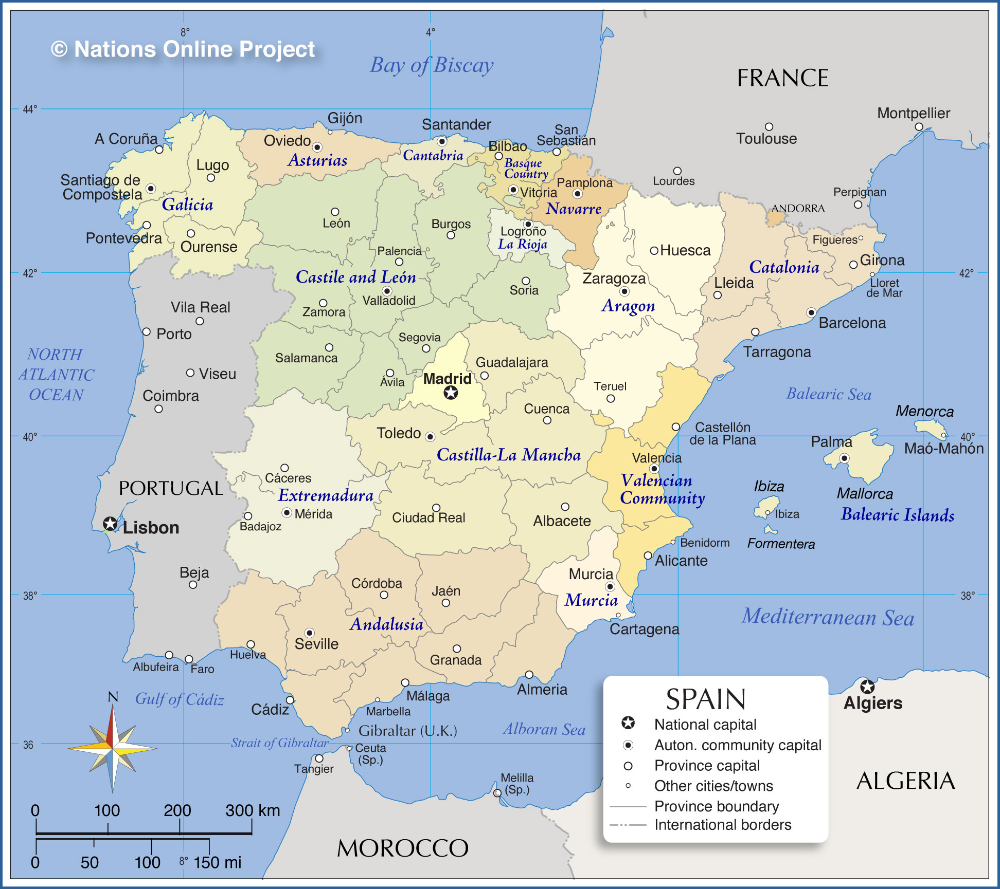 8°
4°
© Nations Online Project
Bay of Biscay
FRANCE
44°
Montpellier
Toulouse
Gijón
Santander
San
Sebastián
A Coruña
Oviedo
Asturias
Cantabria
Bilbao
Basque
Country
Lugo
Lourdes
Santiago de
Compostela
Pamplona
Vitoria
Perpignan
Galicia
Navarre
ANDORRA
León
Burgos
Logroño
La Rioja
Pontevedra
Ourense
Figueres
Palencia
Huesca
Girona
42°
Catalonia
42°
Castile and León
Zaragoza
Lleida
Lloret
de Mar
Soria
Valladolid
Aragon
Vila Real
Zamora
Barcelona
Porto
Segovia
NORTH
ATLANTIC
OCEAN
Salamanca
Tarragona
Guadalajara
Viseu
Ávila
Madrid
Teruel
Coimbra
Balearic Sea
Cuenca
Menorca
Toledo
Castellón
de la Plana
40°
40°
Palma
Maó-Mahón
Castilla-La Mancha
Valencia
Cáceres
Valencian
Community
PORTUGAL
Extremadura
Ibiza
Mallorca
Mérida
Ibiza
Balearic Islands
Badajoz
Ciudad Real
Albacete
Lisbon
Benidorm
Formentera
Alicante
Beja
Murcia
Córdoba
Jaén
38°
Murcia
38°
Mediterranean Sea
Andalusia
Cartagena
Seville
Huelva
Granada
Albufeira
Faro
Almeria
Málaga
N
Gulf of Cádiz
Cádiz
Marbella
Algiers
Gibraltar (U.K.)
Alboran Sea
36
Strait of Gibraltar
Ceuta
(Sp.)
Tangier
Melilla
(Sp.)
SPAIN
National capital
Auton. community capital
Province capital
Other cities/towns
Province boundary
International borders
ALGERIA
MOROCCO
0 100 200 300 km
0 50 100 150 mi
8°